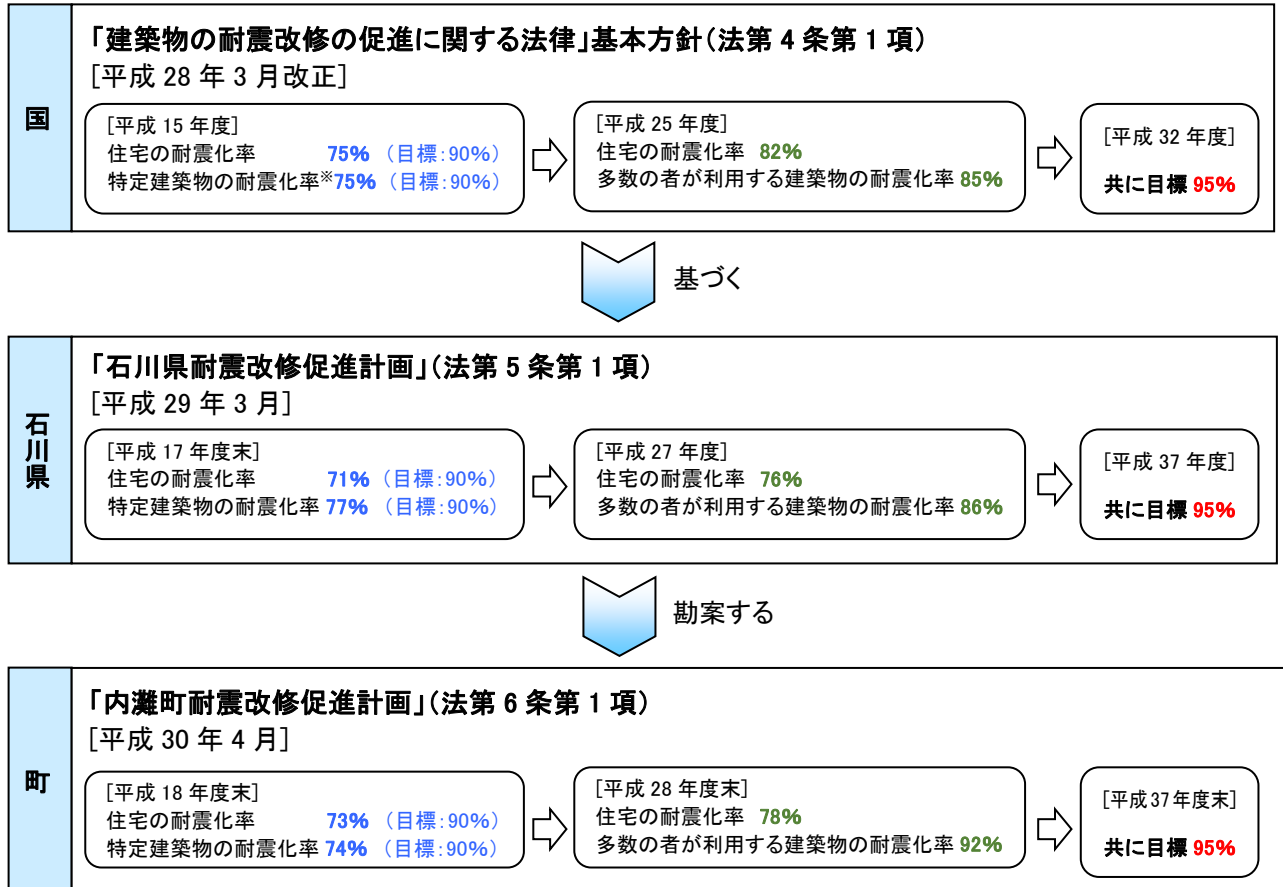 国
「建築物の耐震改修の促進に関する法律」基本方針（法第4条第1項）
［平成28年3月改正］
［平成15年度］
住宅の耐震化率 75%（目標：90%）
特定建築物の耐震化率※75%（目標：90%）
［平成25年度］
住宅の耐震化率 82%
多数の者が利用する建築物の耐震化率 85%
［平成32年度］
共に目標 95%
基づく
石川県
「石川県耐震改修促進計画」（法第5条第1項）
［平成29年3月］
［平成17年度末］
住宅の耐震化率 71%（目標：90%）
特定建築物の耐震化率 77%（目標：90%）
［平成27年度］
住宅の耐震化率 76%
多数の者が利用する建築物の耐震化率 86%
［平成37年度］
共に目標 95%
勘案する
町
「内灘町耐震改修促進計画」（法第6条第1項）
［平成30年4月］
［平成18年度末］
住宅の耐震化率 73%（目標：90%）
特定建築物の耐震化率 74%（目標：90%）
［平成28年度末］
住宅の耐震化率 78%
多数の者が利用する建築物の耐震化率 92%
［平成37年度末］
共に目標 95%